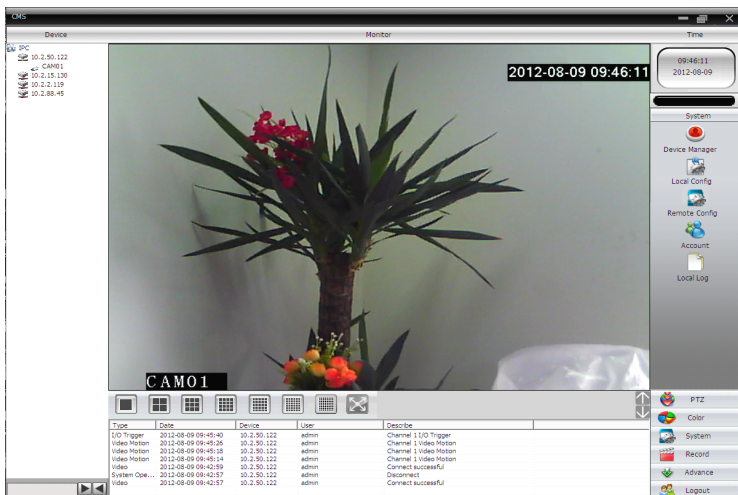 CMS
Device
Monitor
Time
IPC
10.2.50.122
CAM01
10.2.15.130
10.2.2.119
10.2.88.45
2012-08-09 09:46:11
CAM01
09:46:11
2012-08-09
System
Device Manager
Local Config
Remote Config
Account
Local Log
PTZ
Color
System
Record
Advance
Logout
Type Date Device User Describe
I/O Trigger 2012-08-09 09:45:40 10.2.50.122 admin Channel 1 I/O Trigger
Video Motion 2012-08-09 09:45:26 10.2.50.122 admin Channel 1 Video Motion
Video Motion 2012-08-09 09:45:18 10.2.50.122 admin Channel 1 Video Motion
Video Motion 2012-08-09 09:45:14 10.2.50.122 admin Channel 1 Video Motion
Video 2012-08-09 09:42:59 10.2.50.122 admin Connect successful
System Ope... 2012-08-09 09:42:57 10.2.50.122 admin Disconnect
Video 2012-08-09 09:42:57 10.2.50.122 admin Connect successful